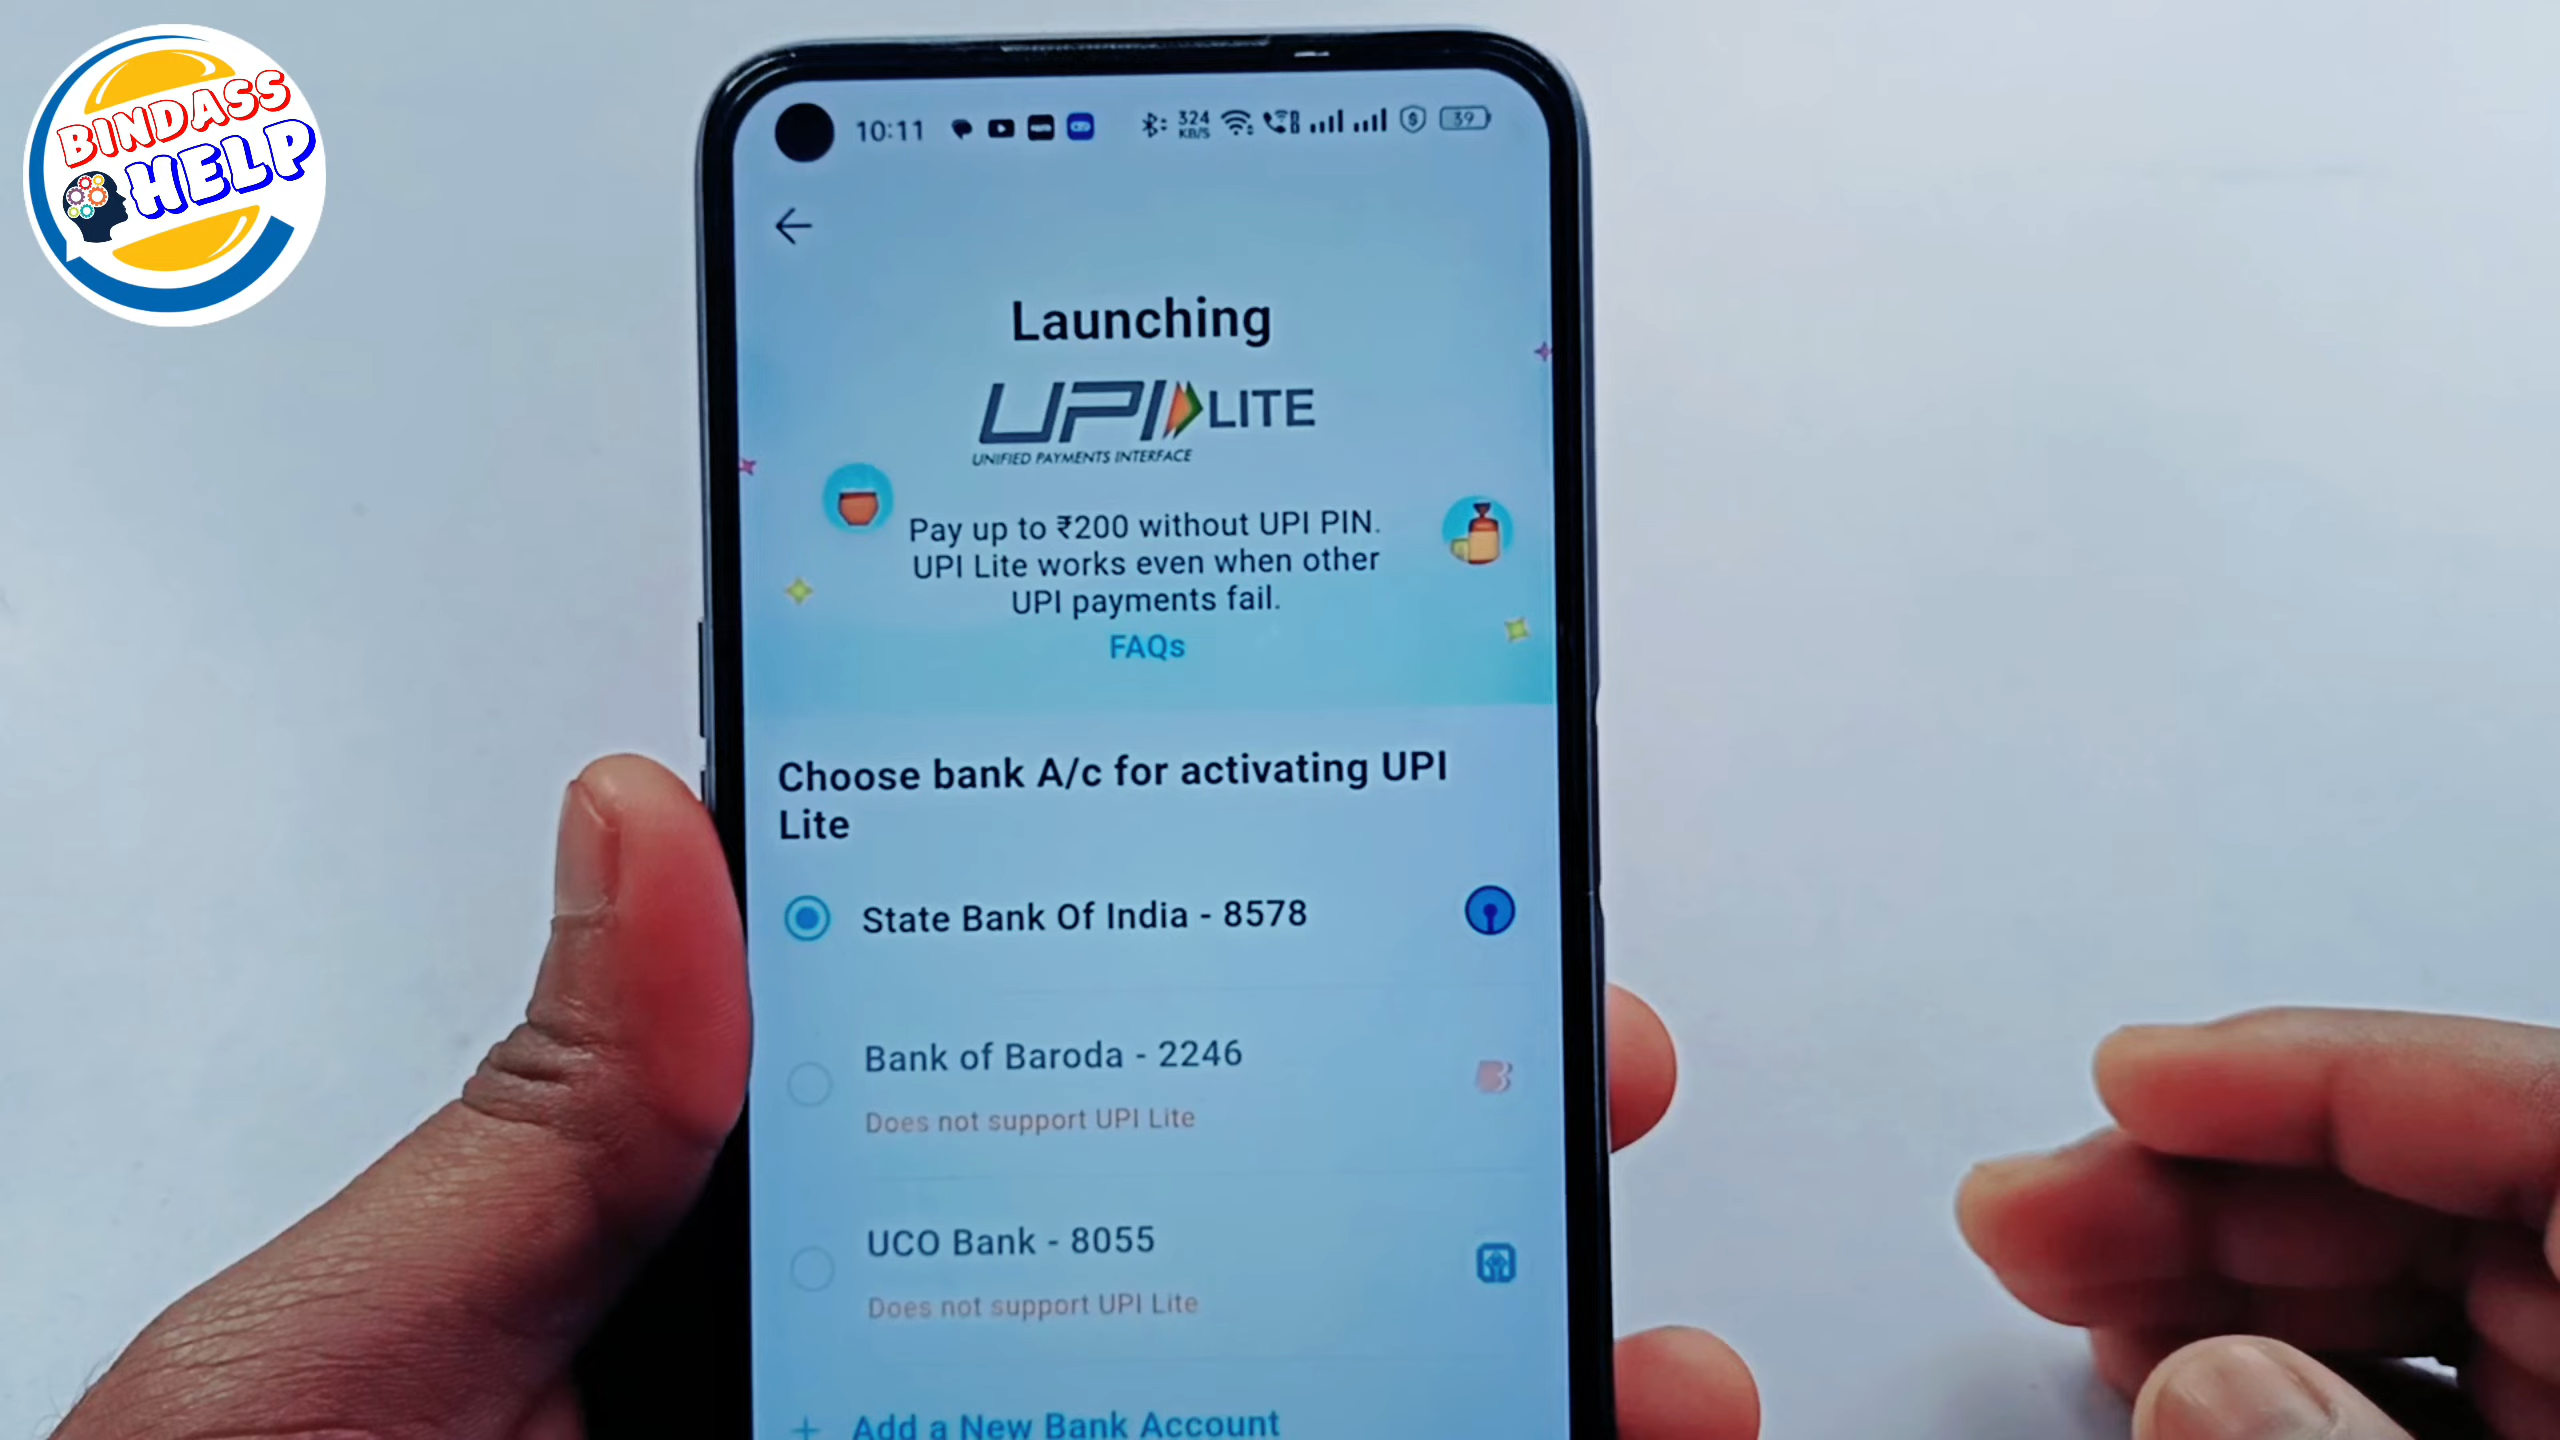 BINDASS
HELP
10:11
324
KB/S
39
Launching
UPI LITE
UNIFIED PAYMENTS INTERFACE
Pay up to ₹200 without UPI PIN.
UPI Lite works even when other
UPI payments fail.
FAQs
Choose bank A/c for activating UPI
Lite
State Bank Of India - 8578
Bank of Baroda - 2246
Does not support UPI Lite
UCO Bank - 8055
Does not support UPI Lite
+ Add a New Bank Account